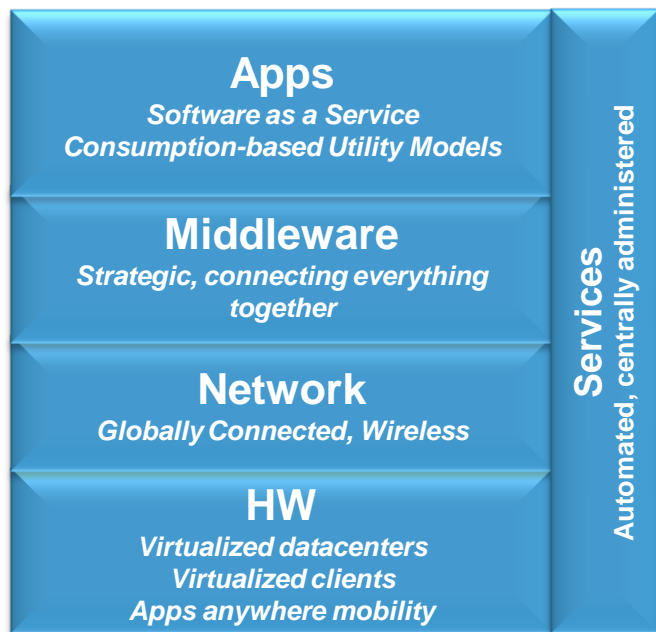 Apps
Software as a Service
Consumption-based Utility Models
Middleware
Strategic, connecting everything
together
Network
Globally Connected, Wireless
HW
Virtualized datacenters
Virtualized clients
Apps anywhere mobility
Services
Automated, centrally administered